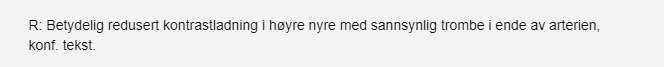 R: Betydelig redusert kontrastladning i høyre nyre med sannsynlig trombe i ende av arterien,
konf. tekst.